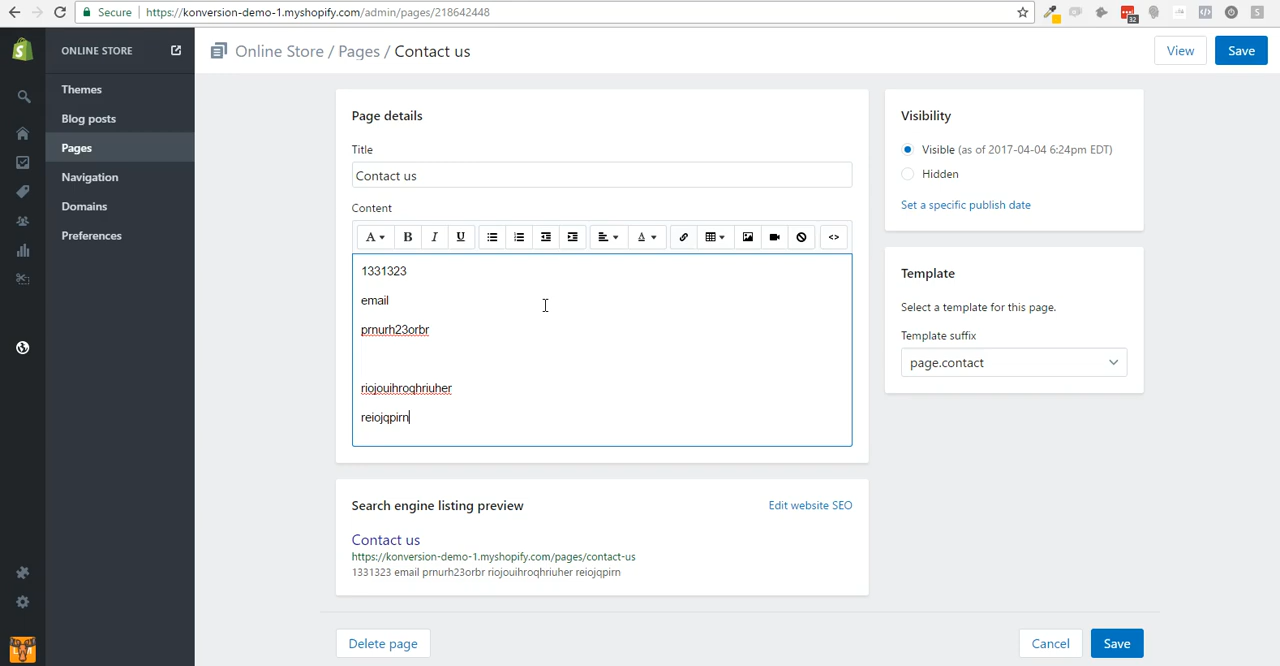 Secure https://konversion-demo-1.myshopify.com/admin/pages/218642448
32
ONLINE STORE
Themes
Blog posts
Pages
Navigation
Domains
Preferences
Online Store / Pages / Contact us
View
Save
Page details
Title
Contact us
Content
A B I U A <>
1331323
email
prnurh23orbr
riojouihroqhriuher
reiojqpirn
Search engine listing preview
Edit website SEO
Contact us
https://konversion-demo-1.myshopify.com/pages/contact-us
1331323 email prnurh23orbr riojouihroqhriuher reiojqpirn
Visibility
Visible (as of 2017-04-04 6:24pm EDT)
Hidden
Set a specific publish date
Template
Select a template for this page.
Template suffix
page.contact
Delete page
Cancel
Save